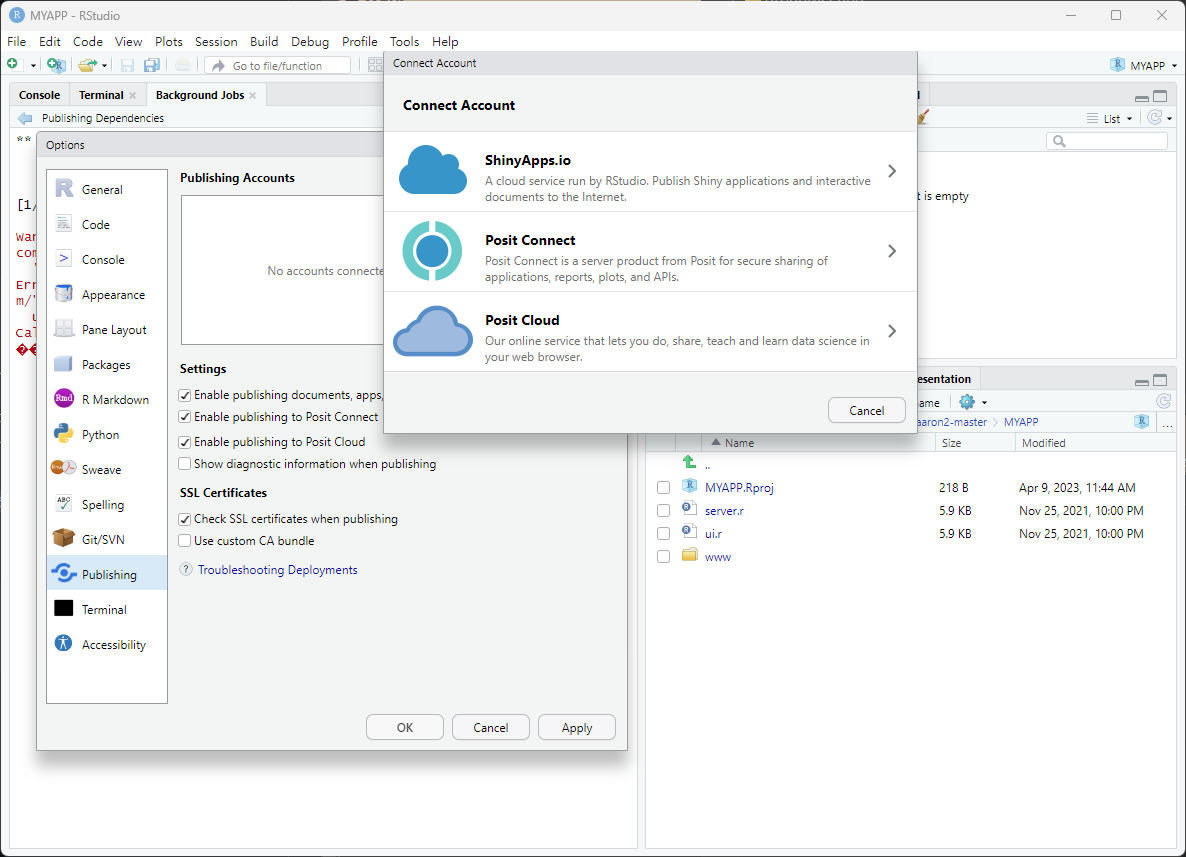 MYAPP - RStudio
File Edit Code View Plots Session Build Debug Profile Tools Help
Go to file/function
MYAPP
Console
Terminal
Background Jobs
Publishing Dependencies
List
**
[1/
war
com
Err
m/'
u
Cal
t is empty
Options
General
Code
Console
Appearance
Pane Layout
Packages
R Markdown
Python
Sweave
Spelling
Git/SVN
Publishing
Terminal
Accessibility
Publishing Accounts
No accounts connecte
Settings
Enable publishing documents, apps,
Enable publishing to Posit Connect
Enable publishing to Posit Cloud
Show diagnostic information when publishing
SSL Certificates
Check SSL certificates when publishing
Use custom CA bundle
? Troubleshooting Deployments
OK
Cancel
Apply
Connect Account
Connect Account
ShinyApps.io
A cloud service run by RStudio. Publish Shiny applications and interactive
documents to the Internet.
Posit Connect
Posit Connect is a server product from Posit for secure sharing of
applications, reports, plots, and APIs.
Posit Cloud
Our online service that lets you do, share, teach and learn data science in
your web browser.
Cancel
esentation
ame
aaron2-master
MYAPP
...
Name Size Modified
..
MYAPP.Rproj 218 B Apr 9, 2023, 11:44 AM
server.r 5.9 KB Nov 25, 2021, 10:00 PM
ui.r 5.9 KB Nov 25, 2021, 10:00 PM
www